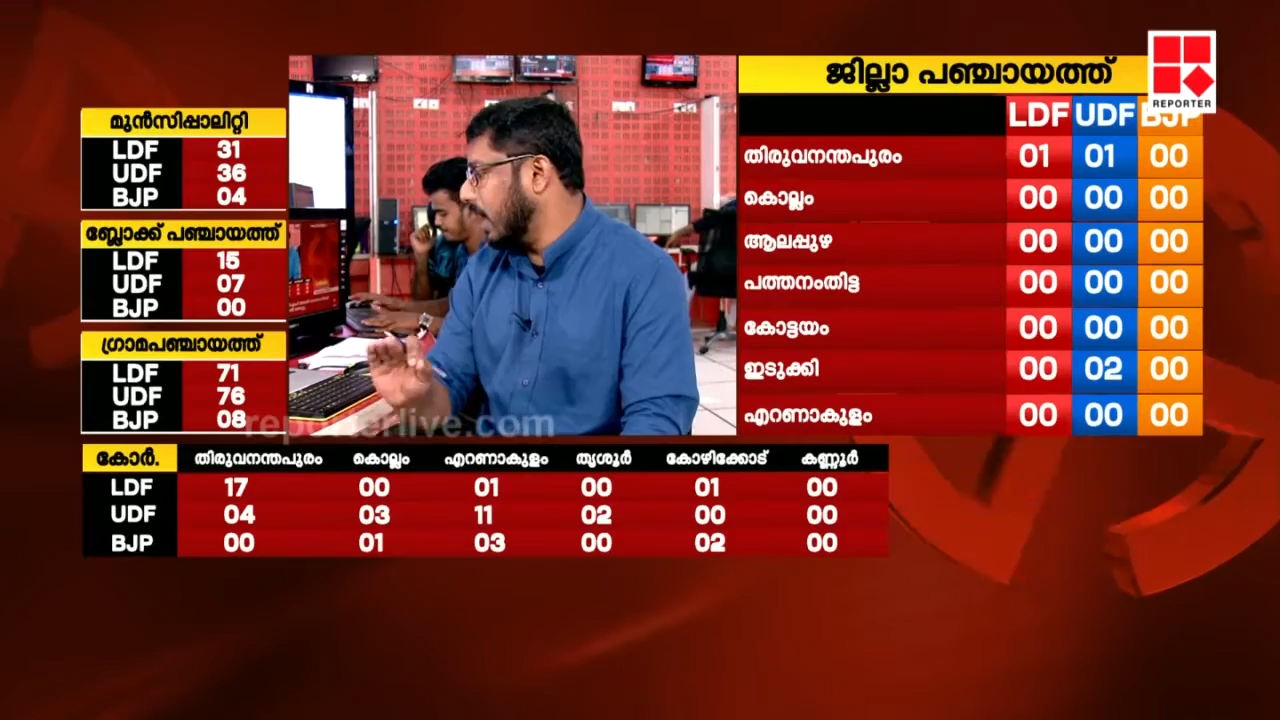 മുൻസിപ്പാലിറ്റി
LDF 31
UDF 36
BJP 04
ബ്ലോക്ക് പഞ്ചായത്ത്
LDF 15
UDF 07
BJP 00
ഗ്രാമപഞ്ചായത്ത്
LDF 71
UDF 76
BJP 08
reporterlive.com
ജില്ലാ പഞ്ചായത്ത്
REPORTER
LDF UDF BJP
തിരുവനന്തപുരം 01 01 00
കൊല്ലം 00 00 00
ആലപ്പുഴ 00 00 00
പത്തനംതിട്ട 00 00 00
കോട്ടയം 00 00 00
ഇടുക്കി 00 02 00
എറണാകുളം 00 00 00
കോർ. തിരുവനന്തപുരം കൊല്ലം എറണാകുളം തൃശൂർ കോഴിക്കോട് കണ്ണൂർ
LDF 17 00 01 00 01 00
UDF 04 03 11 02 00 00
BJP 00 01 03 00 02 00